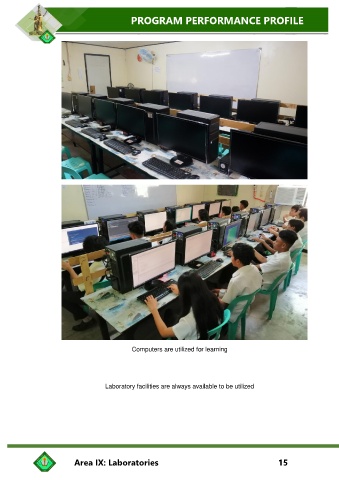 PROGRAM PERFORMANCE PROFILE
Computers are utilized for learning
Laboratory facilities are always available to be utilized
Area IX: Laboratories 15